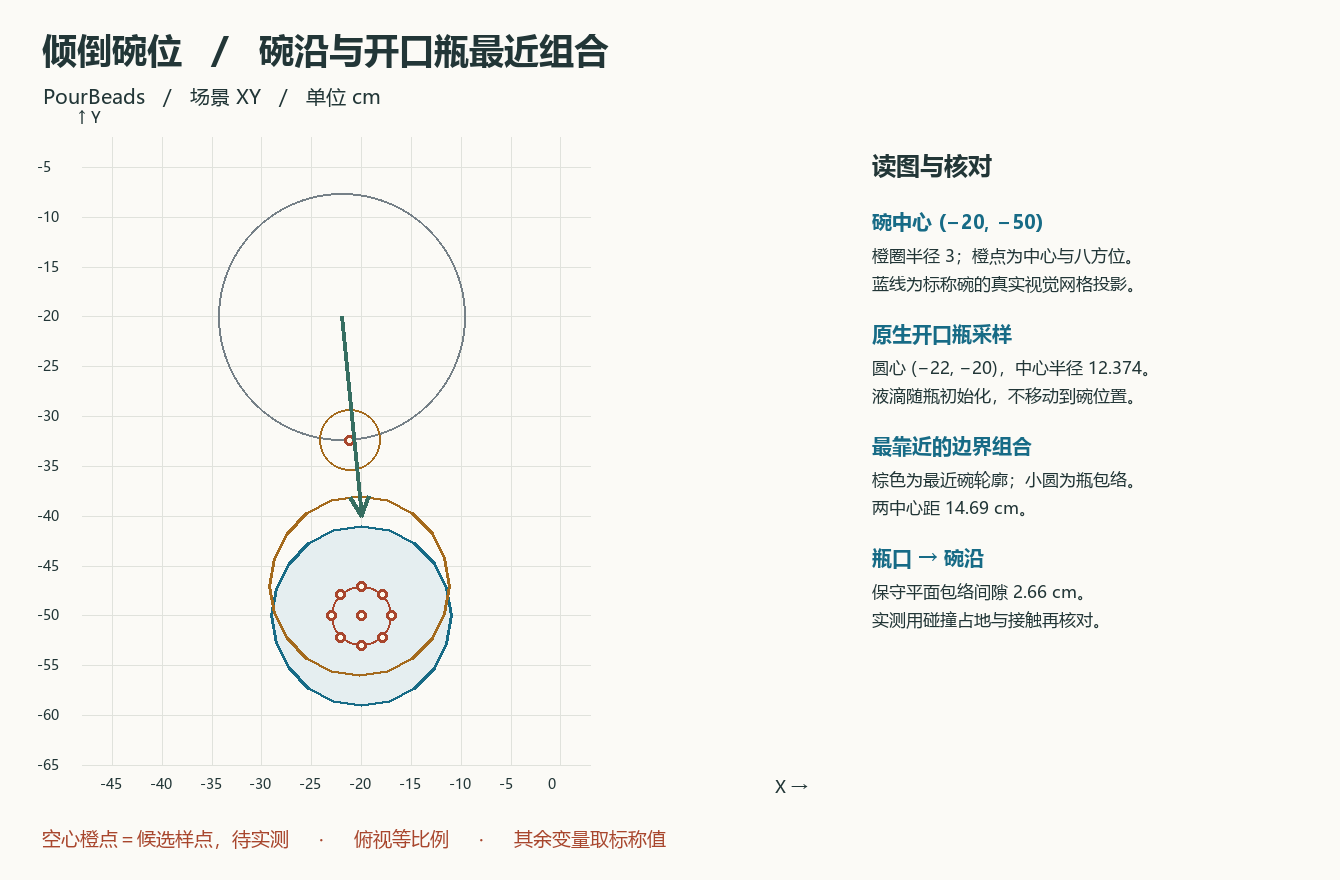 倾倒碗位 / 碗沿与开口瓶最近组合
PourBeads / 场景 XY / 单位 cm
↑ Y
-5
-10
-15
-20
-25
-30
-35
-40
-45
-50
-55
-60
-65
-45 -40 -35 -30 -25 -20 -15 -10 -5 0
X →
读图与核对
碗中心 (−20, −50)
橙圈半径 3；橙点为中心与八方位。
蓝线为标称碗的真实视觉网格投影。
原生开口瓶采样
圆心 (−22, −20)，中心半径 12.374。
液滴随瓶初始化，不移动到碗位置。
最靠近的边界组合
棕色为最近碗轮廓；小圆为瓶包络。
两中心距 14.69 cm。
瓶口 → 碗沿
保守平面包络间隙 2.66 cm。
实测用碰撞占地与接触再核对。
空心橙点 = 候选样点，待实测 · 俯视等比例 · 其余变量取标称值